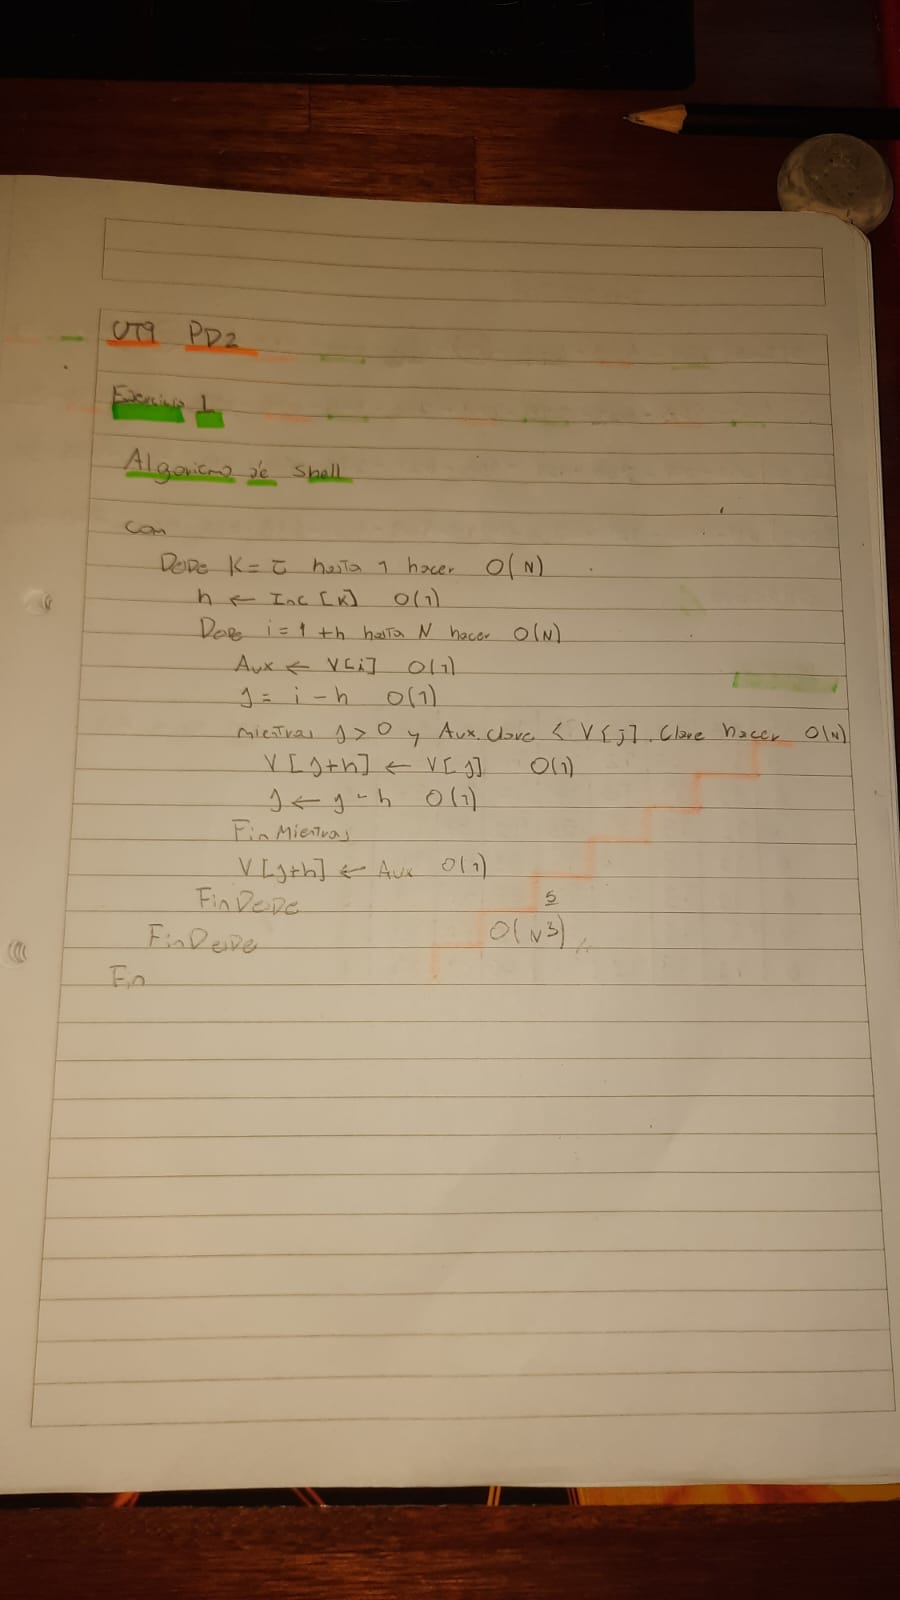 UT9 PD2
Ejercicio 1
Algoritmo de Shell
Com
Desde K = t hasta 1 hacer O(N)
h ← Inc [K] O(1)
Desde i = 1 + h hasta N hacer O(N)
Aux ← V[i] O(1)
j = i - h O(1)
mientras j > 0 y Aux.clave < V[j].Clave hacer O(N)
V[j+h] ← V[j] O(1)
j ← j - h O(1)
Fin Mientras
V[j+h] ← Aux O(1)
Fin Desde
Fin Desde O(N3)
Fin